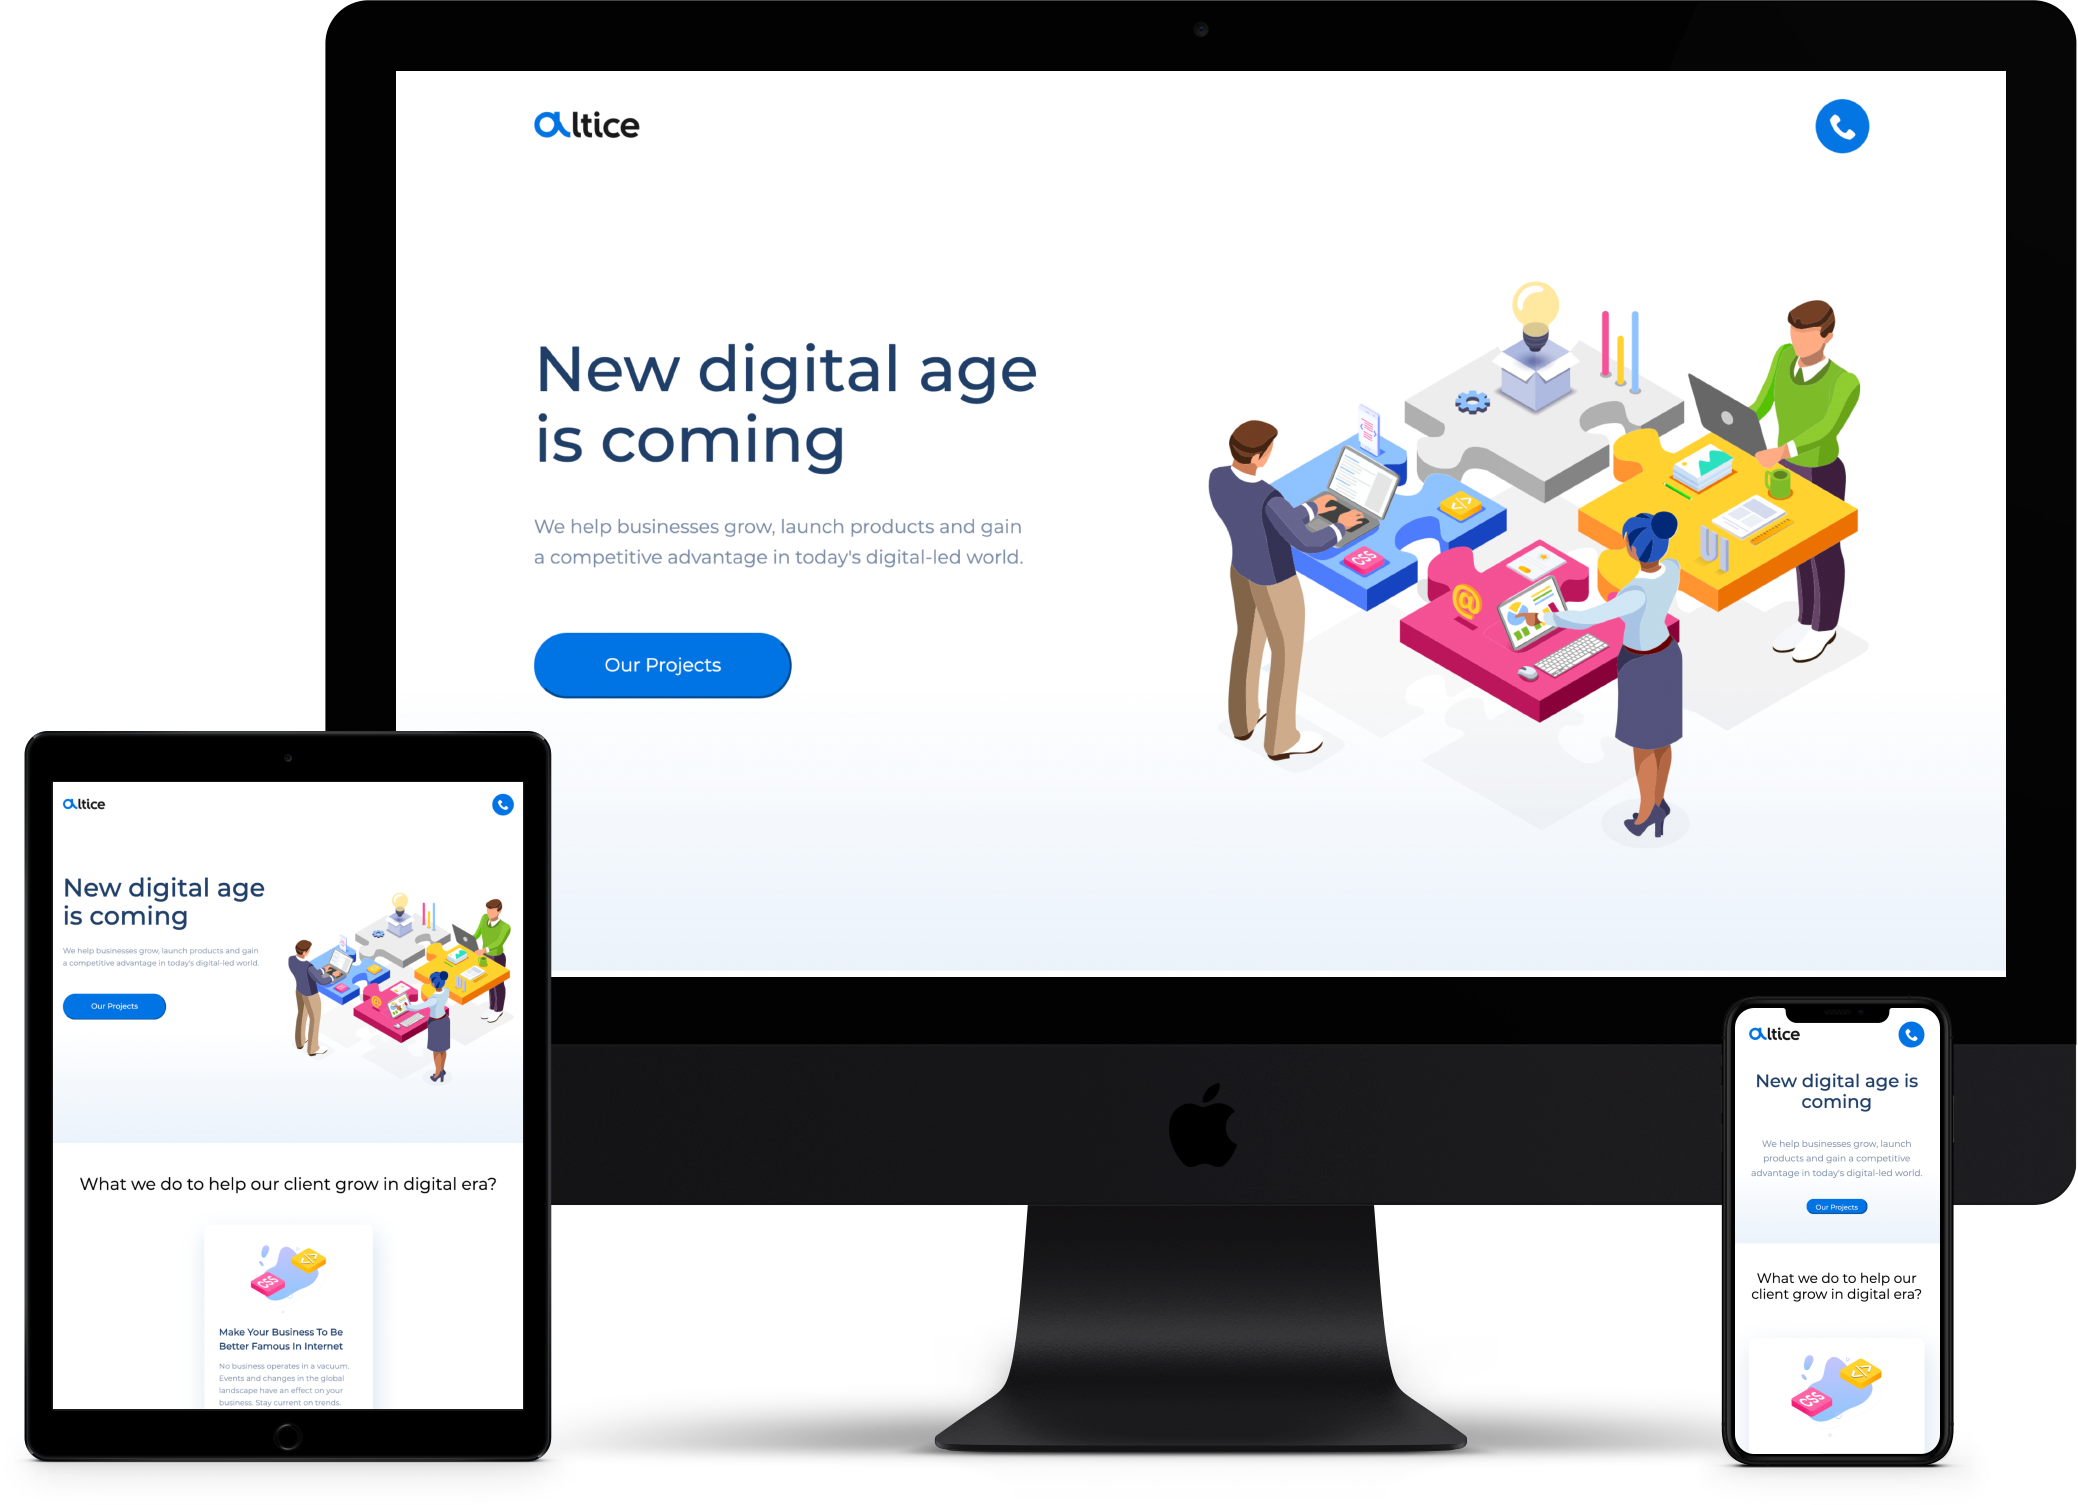 altice
New digital age
is coming
We help businesses grow, launch products and gain
a competitive advantage in today's digital-led world.
Our Projects
</>
CSS
@
UI
altice
New digital age
is coming
We help businesses grow, launch products and gain
a competitive advantage in today's digital-led world.
Our Projects
@
UI
What we do to help our client grow in digital era?
</>
CSS
Make Your Business To Be
Better Famous In Internet
No business operates in a vacuum.
Events and changes in the global
landscape have an effect on your
business. Stay current on trends.
altice
New digital age is
coming
We help businesses grow, launch
products and gain a competitive
advantage in today's digital-led world.
Our Projects
What we do to help our
client grow in digital era?
</>
CSS